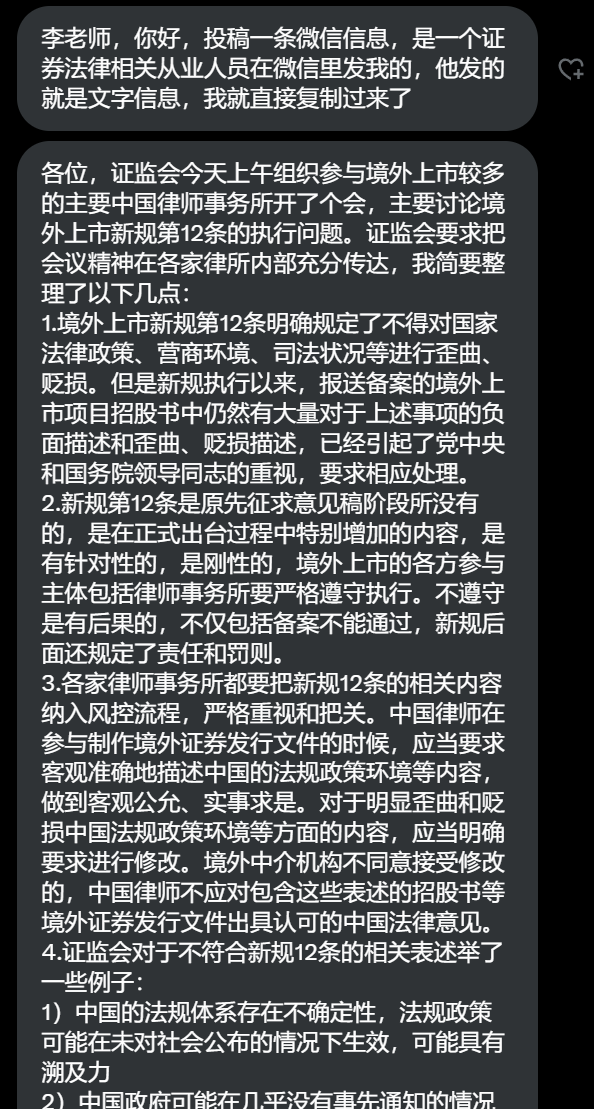 李老师，你好，投稿一条微信信息，是一个证
券法律相关从业人员在微信里发我的，他发的
就是文字信息，我就直接复制过来了
各位，证监会今天上午组织参与境外上市较多
的主要中国律师事务所开了个会，主要讨论境
外上市新规第12条的执行问题。证监会要求把
会议精神在各家律所内部充分传达，我简要整
理了以下几点：
1.境外上市新规第12条明确规定了不得对国家
法律政策、营商环境、司法状况等进行歪曲、
贬损。但是新规执行以来，报送备案的境外上
市项目招股书中仍然有大量对于上述事项的负
面描述和歪曲、贬损描述，已经引起了党中央
和国务院领导同志的重视，要求相应处理。
2.新规第12条是原先征求意见稿阶段所没有
的，是在正式出台过程中特别增加的内容，是
有针对性的，是刚性的，境外上市的各方参与
主体包括律师事务所要严格遵守执行。不遵守
是有后果的，不仅包括备案不能通过，新规后
面还规定了责任和罚则。
3.各家律师事务所都要把新规12条的相关内容
纳入风控流程，严格重视和把关。中国律师在
参与制作境外证券发行文件的时候，应当要求
客观准确地描述中国的法规政策环境等内容，
做到客观公允、实事求是。对于明显歪曲和贬
损中国法规政策环境等方面的内容，应当明确
要求进行修改。境外中介机构不同意接受修改
的，中国律师不应对包含这些表述的招股书等
境外证券发行文件出具认可的中国法律意见。
4.证监会对于不符合新规12条的相关表述举了
一些例子：
1）中国的法规体系存在不确定性，法规政策
可能在未对社会公布的情况下生效，可能具有
溯及力
2）中国政府可能在几乎没有事先通知的情况